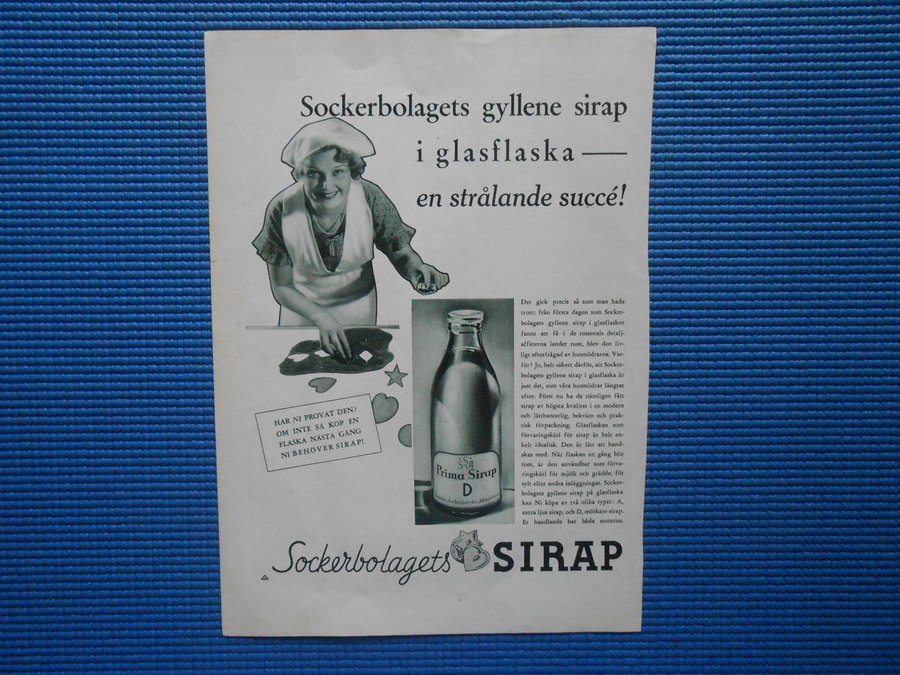 Sockerbolagets gyllene sirap
i glasflaska —
en strålande succé!
Det gick precis så som man hade
trott: från första dagen som Socker-
bolagets gyllene sirap i glasflaskor
fanns att få i de tusentals detalj-
affärerna landet runt, blev den liv-
ligt efterfrågad av husmödrarna. Var-
för? Jo, helt säkert därför, att Socker-
bolagets gyllene sirap i glasflaska är
just det, som våra husmödrar längtat
efter. Först nu ha de nämligen fått
sirap av högsta kvalitet i en modern
och lätthanterlig, bekväm och prak-
tisk förpackning. Glasflaskan som
förvaringskärl för sirap är helt en-
kelt idealisk. Den är lätt att hand-
skas med. När flaskan en gång blir
tom, är den användbar som förva-
ringskärl för mjölk och grädde, för
sylt eller andra inläggningar. Socker-
bolagets gyllene sirap på glasflaska
kan Ni köpa av två olika typer: A,
extra ljus sirap, och D, mörkare sirap.
Er handlande har båda sorterna.
HAR NI PROVAT DEN?
OM INTE SÅ KÖP EN
FLASKA NÄSTA GÅNG
NI BEHÖVER SIRAP!
SSA
Prima Sirap
D
Sockerbolagets SIRAP